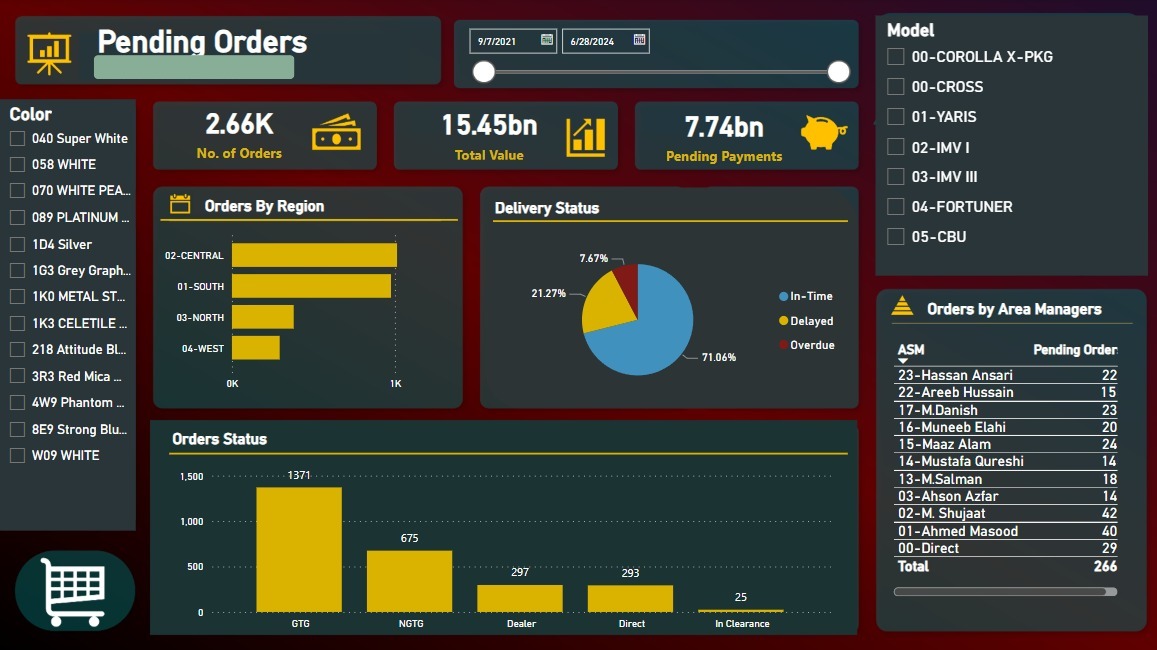 Pending Orders
9/7/2021
6/28/2024
Model
00-COROLLA X-PKG
00-CROSS
01-YARIS
02-IMV I
03-IMV III
04-FORTUNER
05-CBU
Color
040 Super White
058 WHITE
070 WHITE PEA...
089 PLATINUM ...
1D4 Silver
1G3 Grey Graph...
1K0 METAL ST...
1K3 CELETILE ...
218 Attitude Bl...
3R3 Red Mica ...
4W9 Phantom ...
8E9 Strong Blu...
W09 WHITE
2.66K
No. of Orders
15.45bn
Total Value
7.74bn
Pending Payments
Orders By Region
02-CENTRAL
01-SOUTH
03-NORTH
04-WEST
0K 1K
Delivery Status
7.67%
21.27%
71.06%
In-Time
Delayed
Overdue
Orders by Area Managers
ASM Pending Order
23-Hassan Ansari 22
22-Areeb Hussain 15
17-M.Danish 23
16-Muneeb Elahi 20
15-Maaz Alam 24
14-Mustafa Qureshi 14
13-M.Salman 18
03-Ahson Azfar 14
02-M. Shujaat 42
01-Ahmed Masood 40
00-Direct 29
Total 266
Orders Status
1,500
1,000
500
0
1371
675
297
293
25
GTG NGTG Dealer Direct In Clearance